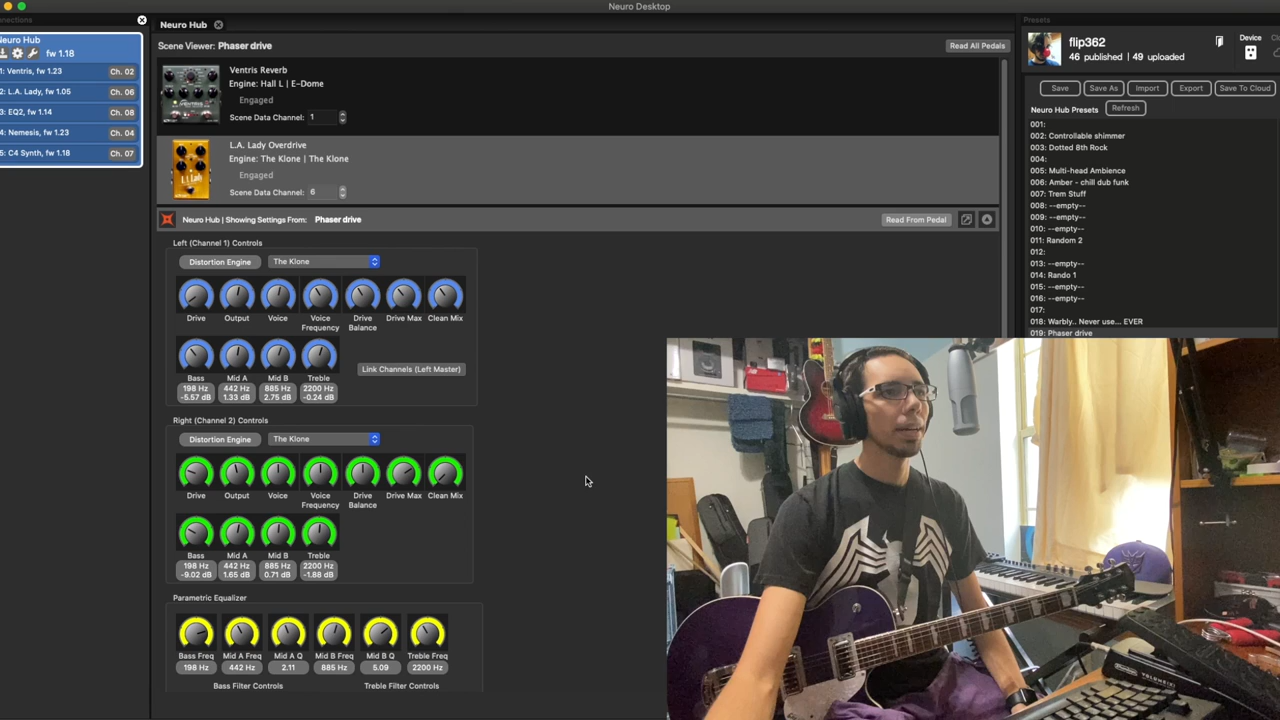 Neuro Desktop
Neuro Hub
fw 1.18
1: Ventris, fw 1.23 Ch. 02
2: L.A. Lady, fw 1.05 Ch. 06
3: EQ2, fw 1.14 Ch. 08
4: Nemesis, fw 1.23 Ch. 04
5: C4 Synth, fw 1.18 Ch. 07
Neuro Hub
Scene Viewer: Phaser drive
Read All Pedals
Ventris Reverb
Engine: Hall L | E-Dome
Engaged
Scene Data Channel: 1
L.A. Lady Overdrive
Engine: The Klone | The Klone
Engaged
Scene Data Channel: 6
Neuro Hub | Showing Settings From: Phaser drive
Read From Pedal
Left (Channel 1) Controls
Distortion Engine The Klone
Drive Output Voice Voice Frequency Drive Balance Drive Max Clean Mix
Bass Mid A Mid B Treble
198 Hz 442 Hz 885 Hz 2200 Hz
-5.57 dB 1.33 dB 2.75 dB -0.24 dB
Link Channels (Left Master)
Right (Channel 2) Controls
Distortion Engine The Klone
Drive Output Voice Voice Frequency Drive Balance Drive Max Clean Mix
Bass Mid A Mid B Treble
198 Hz 442 Hz 885 Hz 2200 Hz
-9.02 dB 1.65 dB 0.71 dB -1.88 dB
Parametric Equalizer
Bass Freq Mid A Freq Mid A Q Mid B Freq Mid B Q Treble Freq
198 Hz 442 Hz 2.11 885 Hz 5.09 2200 Hz
Bass Filter Controls Treble Filter Controls
Presets
flip362
46 published | 49 uploaded
Device
Save Save As Import Export Save To Cloud
Neuro Hub Presets Refresh
001:
002: Controllable shimmer
003: Dotted 8th Rock
004:
005: Multi-head Ambience
006: Amber - chill dub funk
007: Trem Stuff
008: --empty--
009: --empty--
010: --empty--
011: Random 2
012:
013: --empty--
014: Rando 1
015: --empty--
016: --empty--
017:
018: Warbly.. Never use... EVER
019: Phaser drive